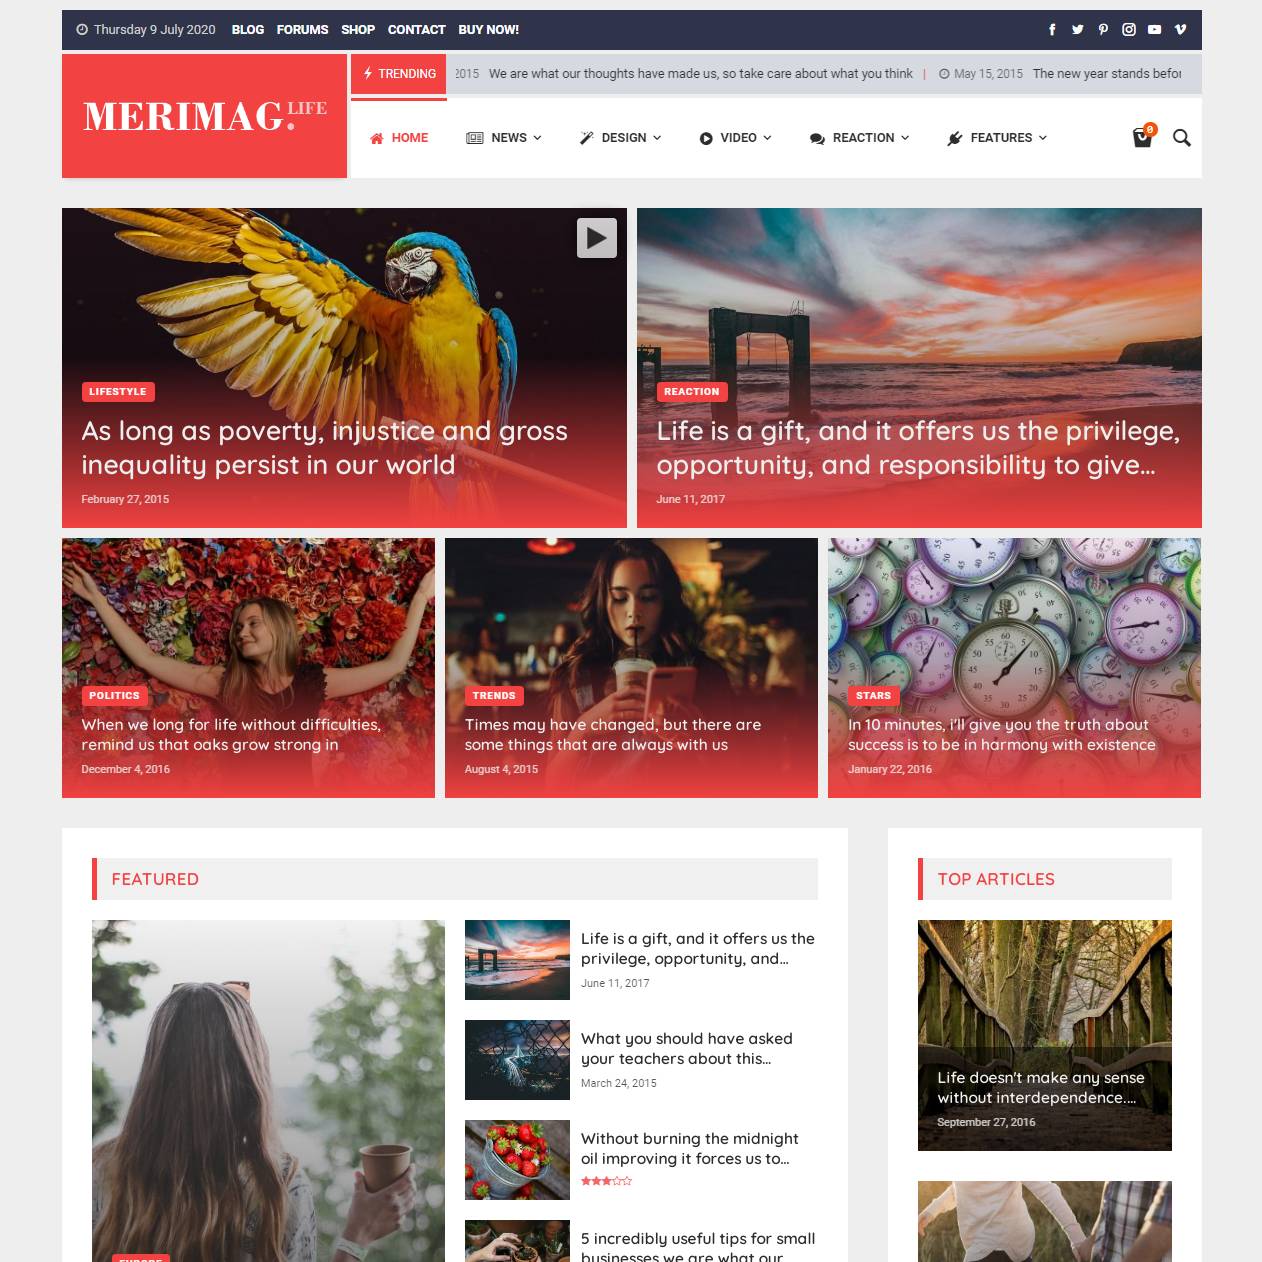 Thursday 9 July 2020 BLOG FORUMS SHOP CONTACT BUY NOW!
MERIMAG. LIFE
TRENDING 2015 We are what our thoughts have made us, so take care about what you think | May 15, 2015 The new year stands befor
HOME NEWS DESIGN VIDEO REACTION FEATURES 0
LIFESTYLE
As long as poverty, injustice and gross
inequality persist in our world
February 27, 2015
REACTION
Life is a gift, and it offers us the privilege,
opportunity, and responsibility to give...
June 11, 2017
POLITICS
When we long for life without difficulties,
remind us that oaks grow strong in
December 4, 2016
TRENDS
Times may have changed, but there are
some things that are always with us
August 4, 2015
STARS
In 10 minutes, i'll give you the truth about
success is to be in harmony with existence
January 22, 2016
FEATURED
EUROPE
Life is a gift, and it offers us the
privilege, opportunity, and...
June 11, 2017
What you should have asked
your teachers about this...
March 24, 2015
Without burning the midnight
oil improving it forces us to...
5 incredibly useful tips for small
businesses we are what our
TOP ARTICLES
Life doesn't make any sense
without interdependence....
September 27, 2016